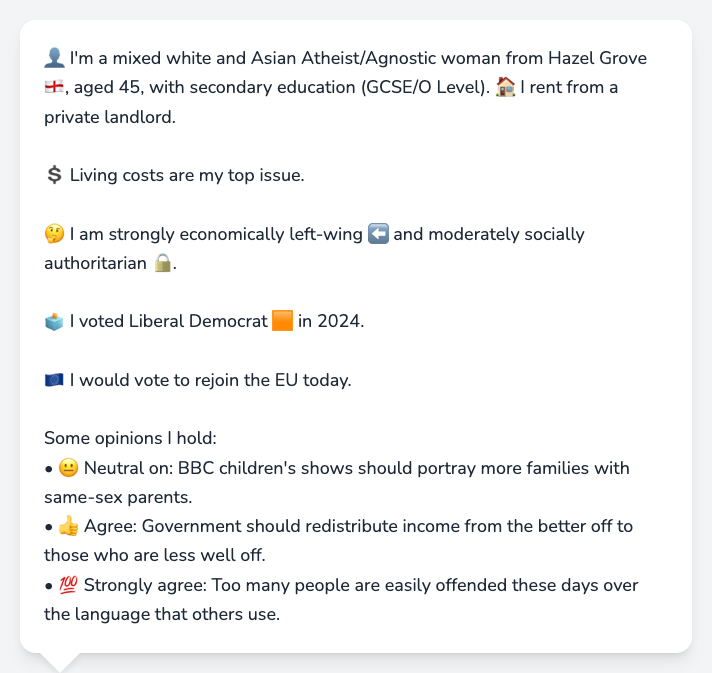 👤 I'm a mixed white and Asian Atheist/Agnostic woman from Hazel Grove
🏴󠁧󠁢󠁥󠁮󠁧󠁿, aged 45, with secondary education (GCSE/O Level). 🏠 I rent from a
private landlord.
💲 Living costs are my top issue.
🤔 I am strongly economically left-wing ⬅️ and moderately socially
authoritarian 🔒.
🗳️ I voted Liberal Democrat 🟧 in 2024.
🇪🇺 I would vote to rejoin the EU today.
Some opinions I hold:
• 😐 Neutral on: BBC children's shows should portray more families with
same-sex parents.
• 👍 Agree: Government should redistribute income from the better off to
those who are less well off.
• 💯 Strongly agree: Too many people are easily offended these days over
the language that others use.